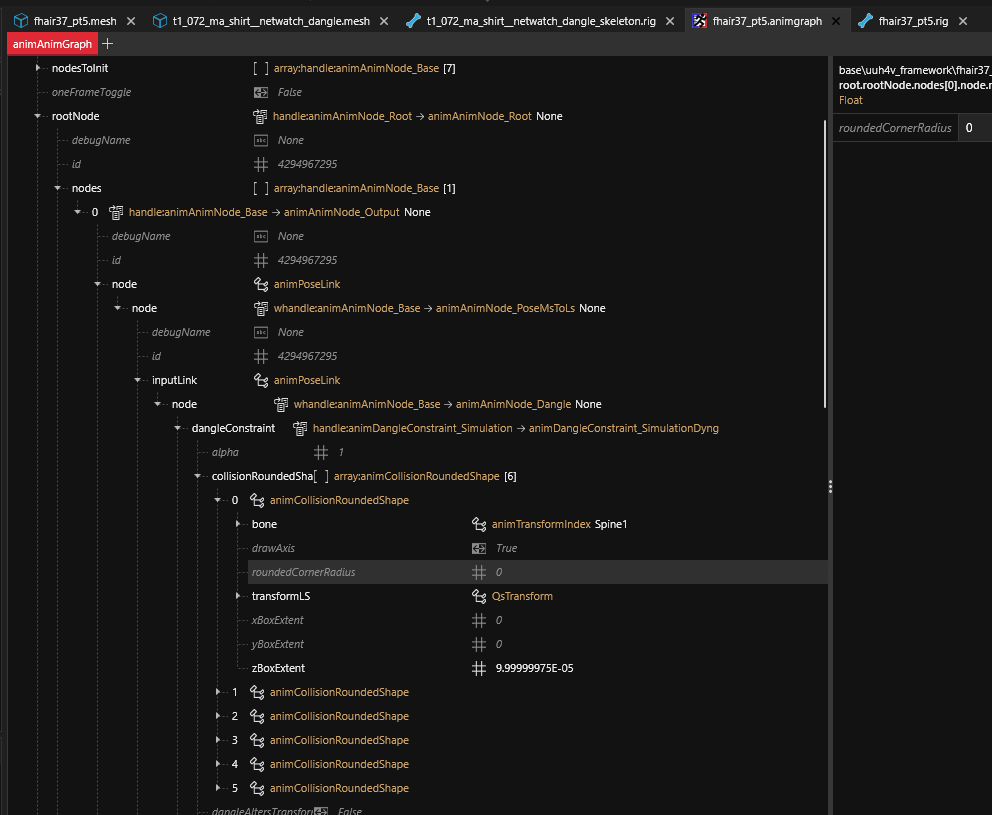 fhair37_pt5.mesh t1_072_ma_shirt__netwatch_dangle.mesh t1_072_ma_shirt__netwatch_dangle_skeleton.rig fhair37_pt5.animgraph fhair37_pt5.rig
animAnimGraph
nodesToInit [ ] array:handle:animAnimNode_Base [7]
oneFrameToggle False
rootNode handle:animAnimNode_Root → animAnimNode_Root None
debugName abc None
id 4294967295
nodes [ ] array:handle:animAnimNode_Base [1]
0 handle:animAnimNode_Base → animAnimNode_Output None
debugName abc None
id 4294967295
node animPoseLink
node whandle:animAnimNode_Base → animAnimNode_PoseMsToLs None
debugName abc None
id 4294967295
inputLink animPoseLink
node whandle:animAnimNode_Base → animAnimNode_Dangle None
dangleConstraint handle:animDangleConstraint_Simulation → animDangleConstraint_SimulationDyng
alpha 1
collisionRoundedSha [ ] array:animCollisionRoundedShape [6]
0 animCollisionRoundedShape
bone animTransformIndex Spine1
drawAxis True
roundedCornerRadius 0
transformLS QsTransform
xBoxExtent 0
yBoxExtent 0
zBoxExtent 9.99999975E-05
1 animCollisionRoundedShape
2 animCollisionRoundedShape
3 animCollisionRoundedShape
4 animCollisionRoundedShape
5 animCollisionRoundedShape
dangleAltersTransfor False
base\uuh4v_framework\fhair37_
root.rootNode.nodes[0].node.n
Float
roundedCornerRadius 0